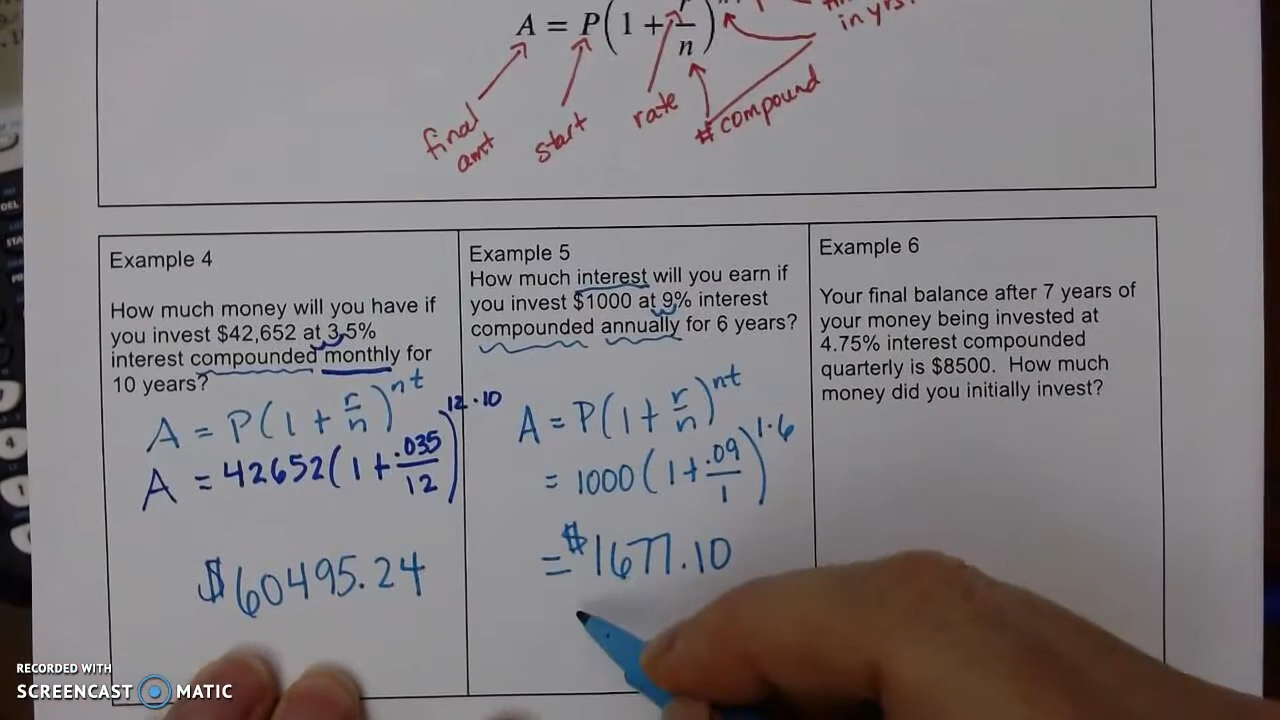 A = P(1 + r/n)
in yrs.
final amt
start
rate
# compound
Example 4
How much money will you have if
you invest $42,652 at 3.5%
interest compounded monthly for
10 years?
A = P(1 + r/n)^nt
A = 42652(1 + .035/12)^12·10
$60495.24
Example 5
How much interest will you earn if
you invest $1000 at 9% interest
compounded annually for 6 years?
A = P(1 + r/n)^nt
= 1000(1 + .09/1)^1·6
= $1677.10
Example 6
Your final balance after 7 years of
your money being invested at
4.75% interest compounded
quarterly is $8500. How much
money did you initially invest?
DEL
RECORDED WITH
SCREENCAST MATIC